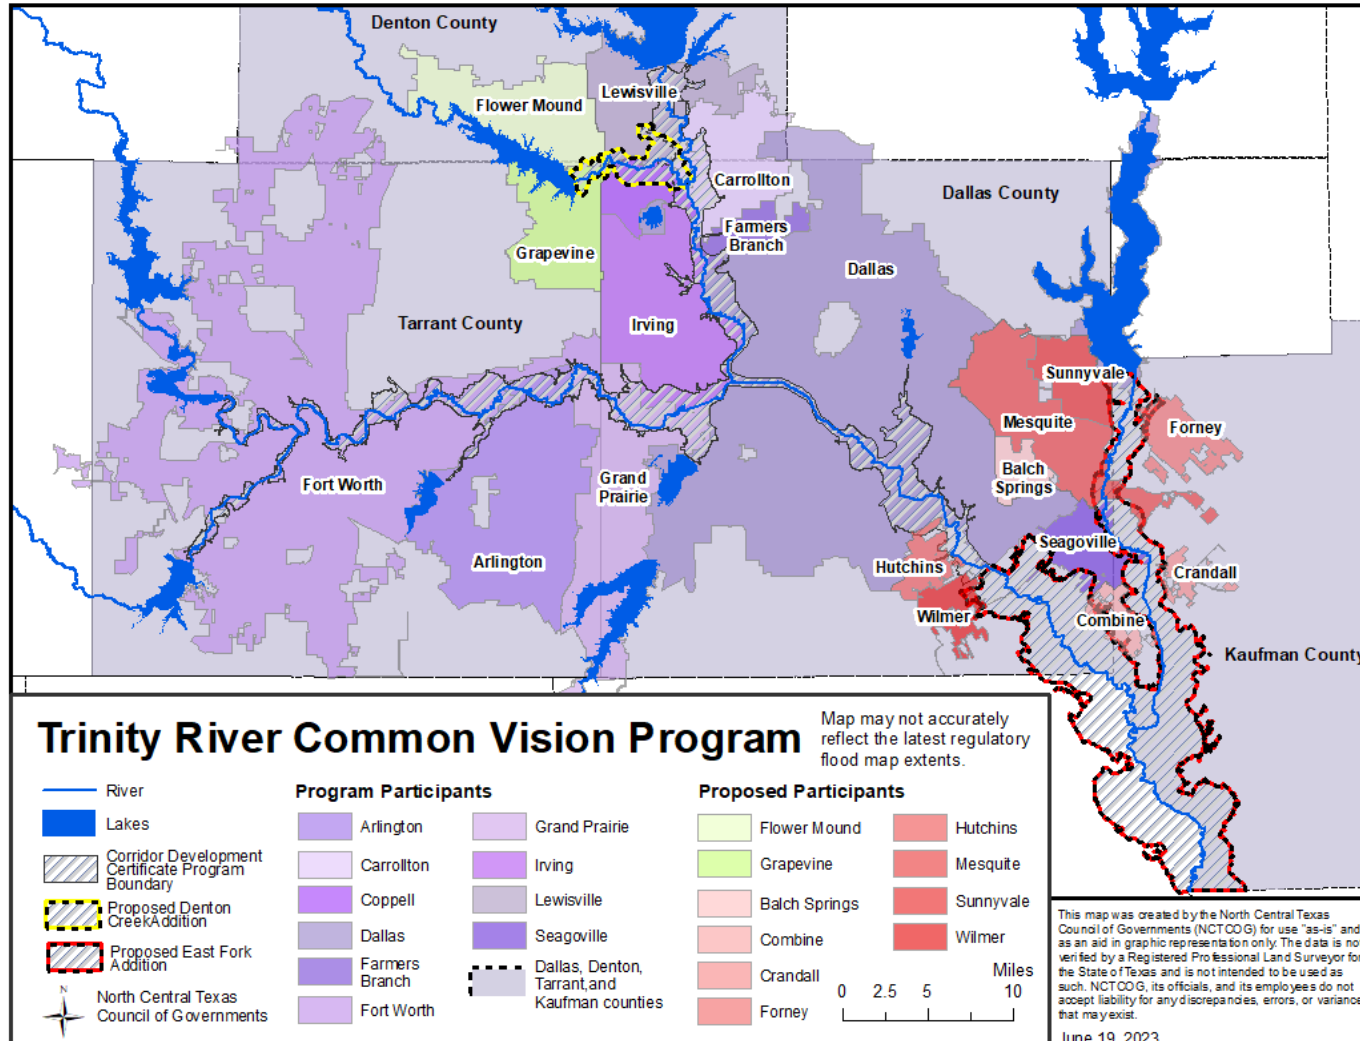 Denton County
Flower Mound
Lewisville
Carrollton
Dallas County
Farmers
Branch
Grapevine
Dallas
Tarrant County
Irving
Sunnyvale
Mesquite
Forney
Balch
Springs
Fort Worth
Grand
Prairie
Arlington
Seagoville
Hutchins
Crandall
Wilmer
Combine
Kaufman County
Trinity River Common Vision Program
Map may not accurately
reflect the latest regulatory
flood map extents.
River
Lakes
Corridor Development
Certificate Program
Boundary
Proposed Denton
CreekAddition
Proposed East Fork
Addition
N
North Central Texas
Council of Governments
Program Participants
Arlington
Carrollton
Coppell
Dallas
Farmers
Branch
Fort Worth
Grand Prairie
Irving
Lewisville
Seagoville
Dallas, Denton,
Tarrant,and
Kaufman counties
Proposed Participants
Flower Mound
Grapevine
Balch Springs
Combine
Crandall
Forney
Hutchins
Mesquite
Sunnyvale
Wilmer
Miles
0 2.5 5 10
This map was created by the North Central Texas
Council of Governments (NCTCOG) for use "as-is" and
as an aid in graphic representation only. The data is not
verified by a Registered Professional Land Surveyor for
the State of Texas and is not intended to be used as
such. NCTCOG, its officials, and its employees do not
accept liability for any discrepancies, errors, or variance
that may exist.
June 19, 2023